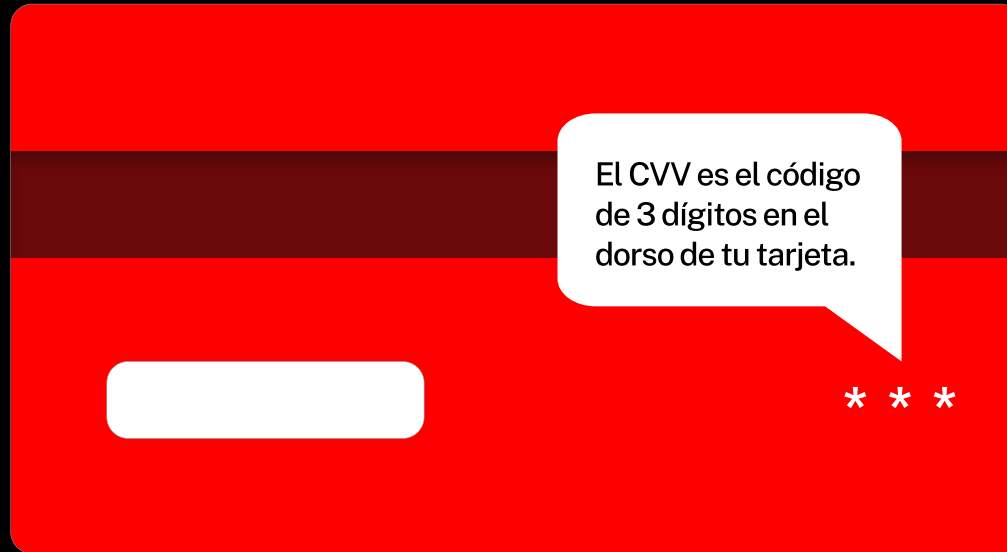 El CVV es el código
de 3 dígitos en el
dorso de tu tarjeta.
* * *